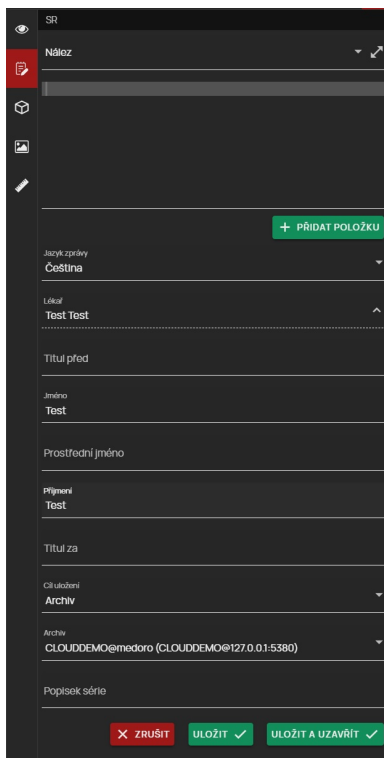 SR
Nález
PŘIDAT POLOŽKU
Jazyk zprávy
Čeština
Lékař
Test Test
Titul před
Jméno
Test
Prostřední jméno
Příjmení
Test
Titul za
Cíl uložení
Archiv
Archiv
CLOUDDEMO@medoro (CLOUDDEMO@127.0.0.1:5380)
Popisek série
ZRUŠIT ULOŽIT ULOŽIT A UZAVŘÍT